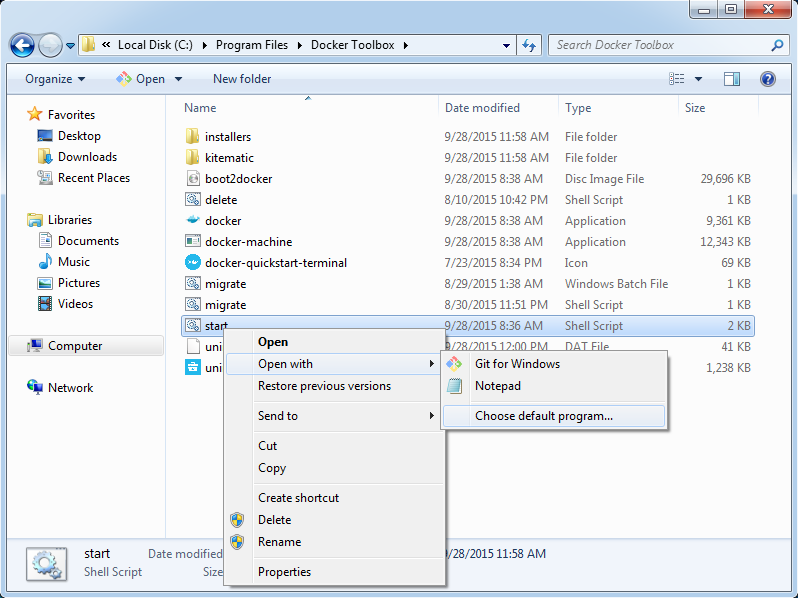 « Local Disk (C:) Program Files Docker Toolbox Search Docker Toolbox
Organize Open New folder
Name Date modified Type Size
Favorites
Desktop
Downloads
Recent Places
Libraries
Documents
Music
Pictures
Videos
Computer
Network
installers 9/28/2015 11:58 AM File folder
kitematic 9/28/2015 11:58 AM File folder
boot2docker 9/28/2015 8:38 AM Disc Image File 29,696 KB
delete 8/10/2015 10:42 PM Shell Script 1 KB
docker 9/28/2015 8:38 AM Application 9,361 KB
docker-machine 9/28/2015 8:38 AM Application 12,343 KB
docker-quickstart-terminal 7/23/2015 8:34 PM Icon 69 KB
migrate 8/29/2015 1:38 AM Windows Batch File 1 KB
migrate 8/30/2015 11:51 PM Shell Script 1 KB
start 9/28/2015 8:36 AM Shell Script 2 KB
uni 9/28/2015 12:00 PM DAT File 41 KB
uni 1,238 KB
Open
Open with
Restore previous versions
Send to
Cut
Copy
Create shortcut
Delete
Rename
Properties
Git for Windows
Notepad
Choose default program...
start Date modified 9/28/2015 11:58 AM
Shell Script Size